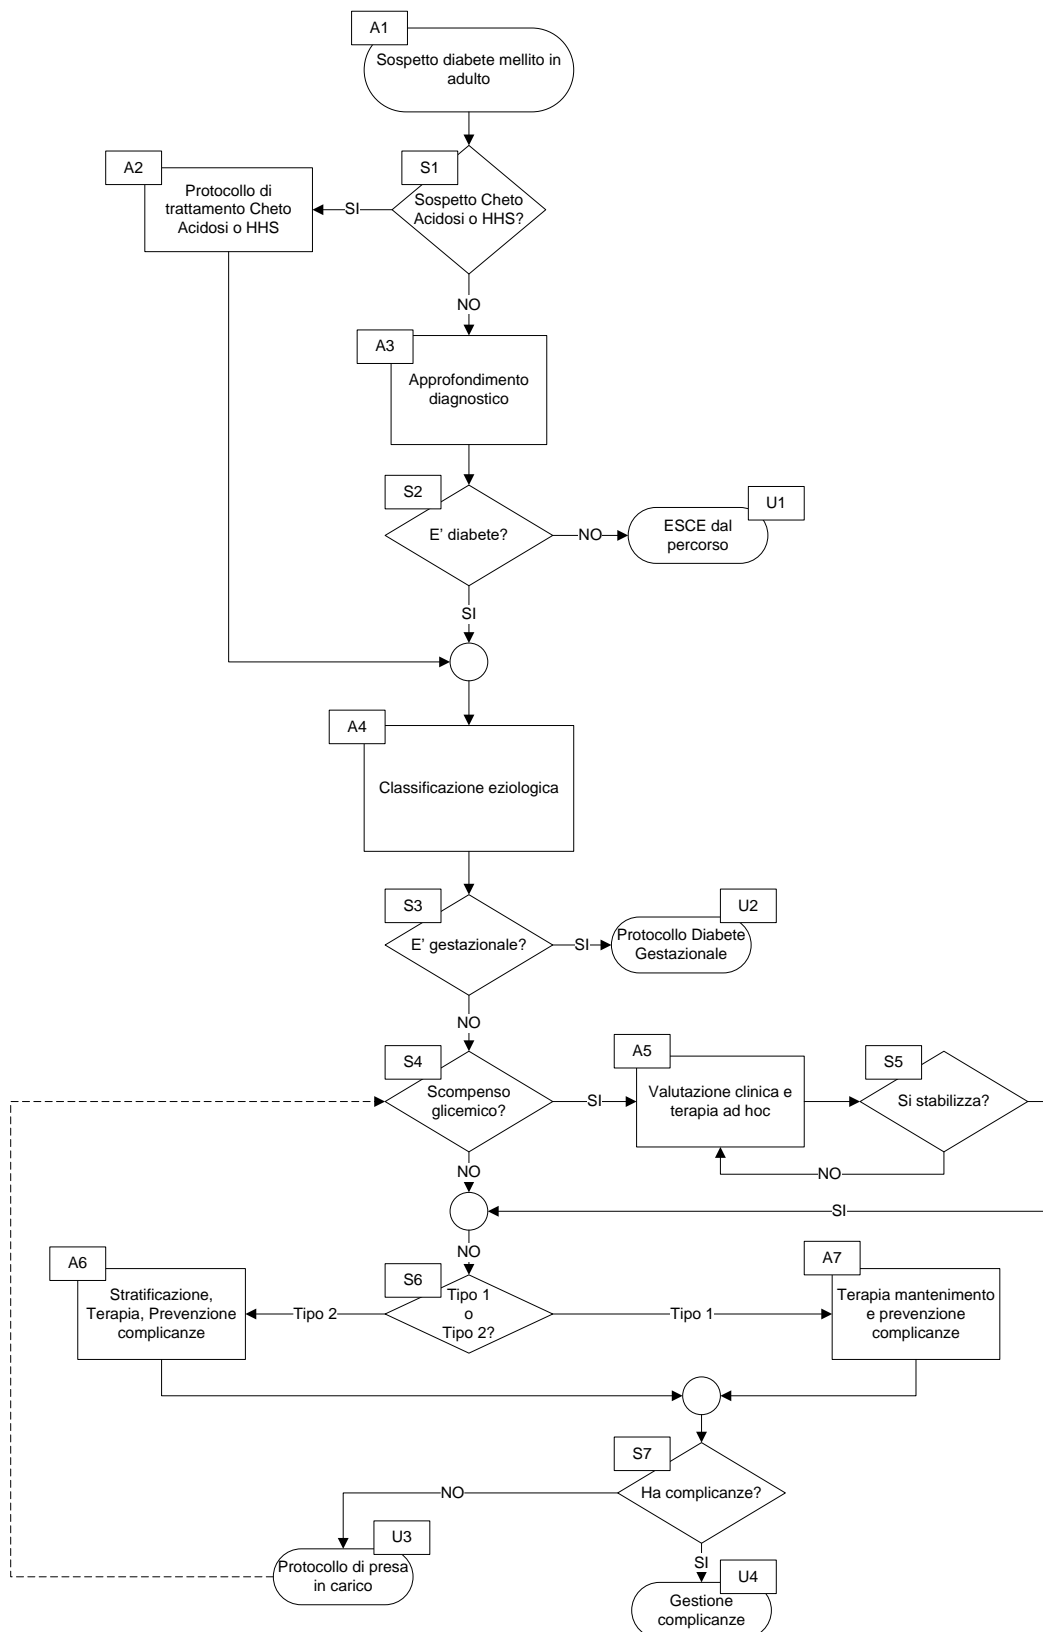 A1
Sospetto diabete mellito in
adulto
A2
Protocollo di
trattamento Cheto
Acidosi o HHS
S1
Sospetto Cheto
Acidosi o HHS?
SI
NO
A3
Approfondimento
diagnostico
S2
E' diabete?
NO
U1
ESCE dal
percorso
SI
A4
Classificazione eziologica
S3
E' gestazionale?
SI
U2
Protocollo Diabete
Gestazionale
NO
S4
Scompenso
glicemico?
SI
A5
Valutazione clinica e
terapia ad hoc
S5
Si stabilizza?
NO
NO
SI
NO
A6
Stratificazione,
Terapia, Prevenzione
complicanze
Tipo 2
S6
Tipo 1
o
Tipo 2?
Tipo 1
A7
Terapia mantenimento
e prevenzione
complicanze
S7
Ha complicanze?
NO
SI
U3
Protocollo di presa
in carico
U4
Gestione
complicanze